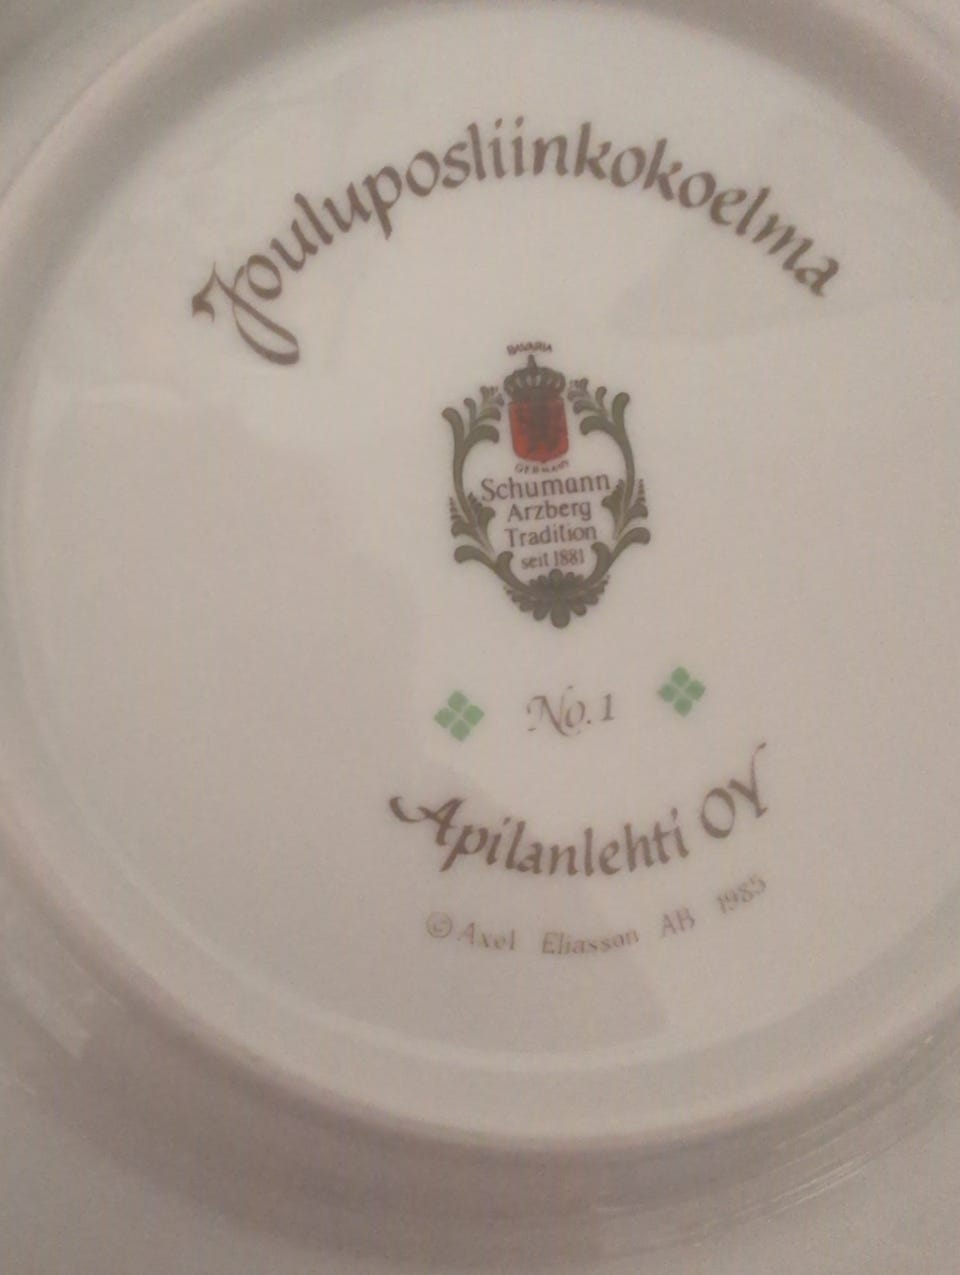 Jouluposliinkokoelma
BAVARIA
GERMANY
Schumann
Arzberg
Tradition
seit 1881
No. 1
Apilanlehti OY
© Axel Eliasson AB 1985